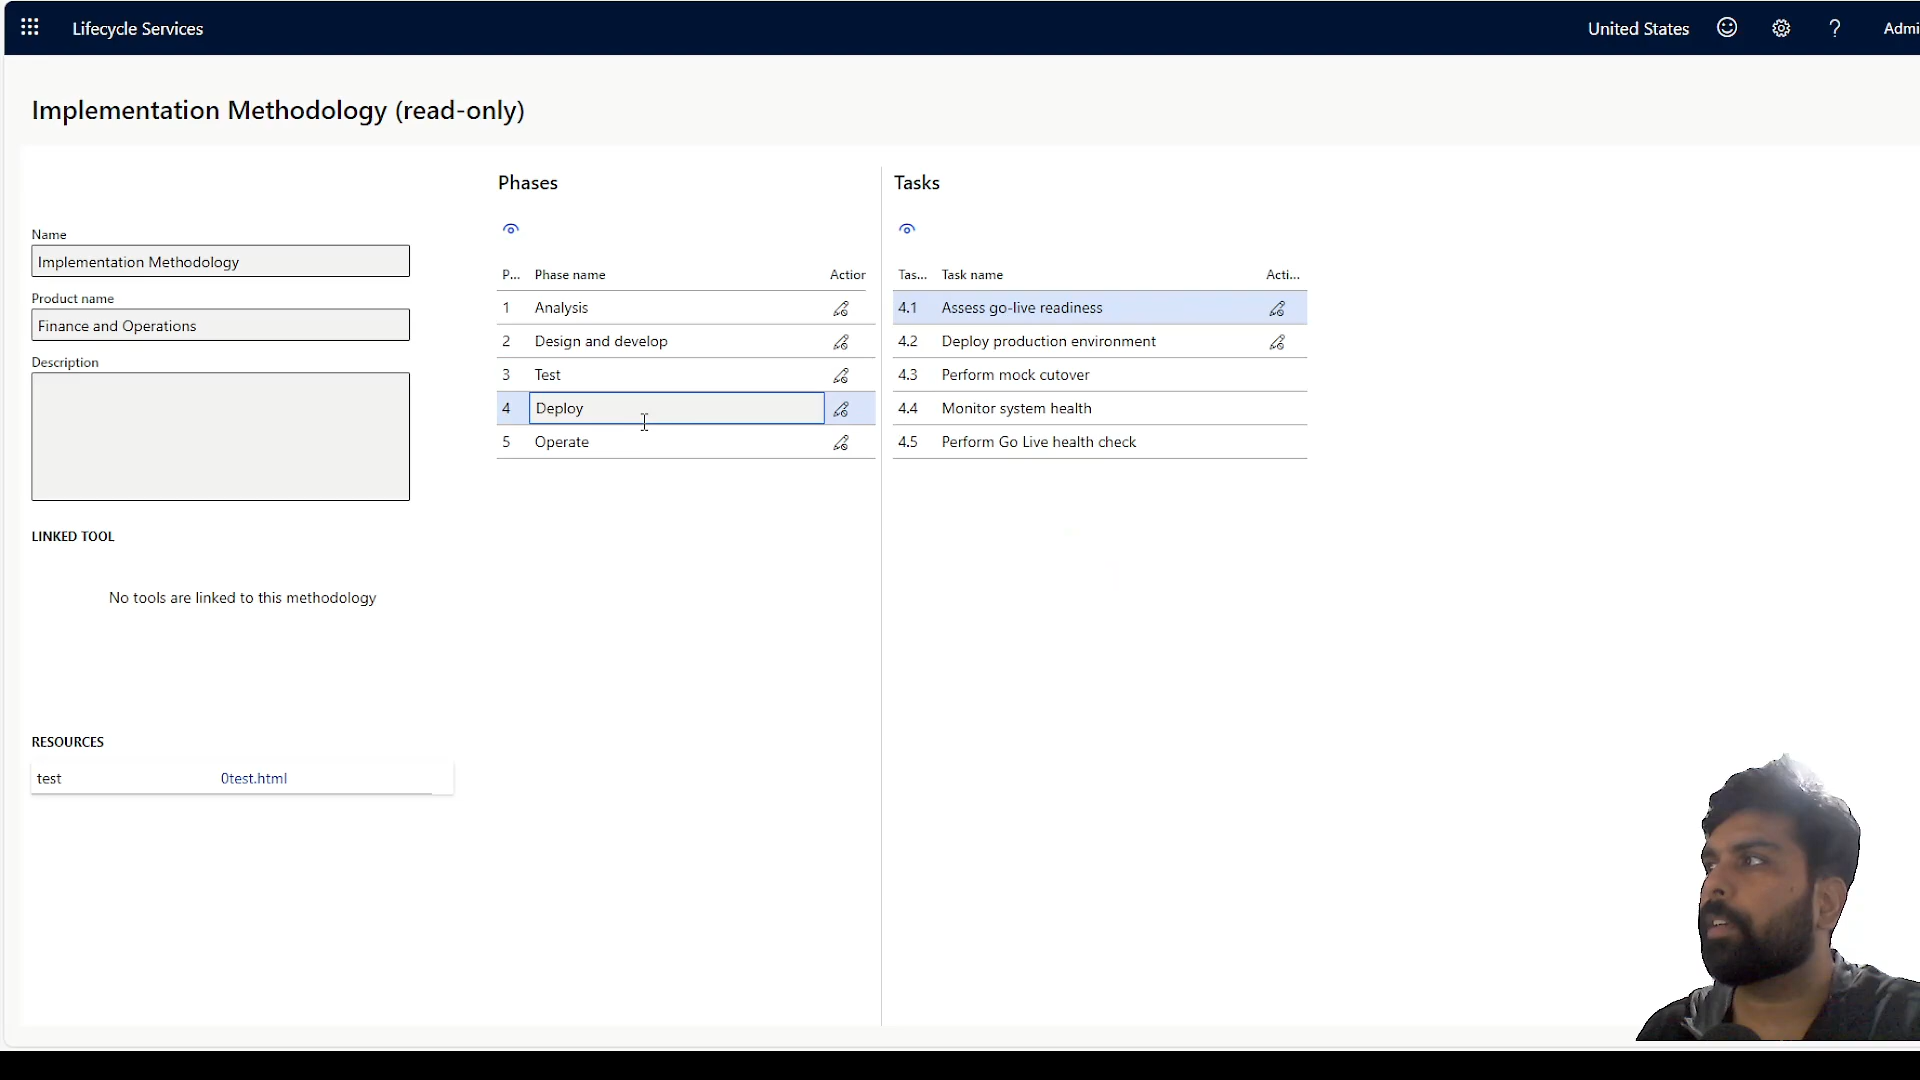 Lifecycle Services
United States
?
Admi
Implementation Methodology (read-only)
Name
Implementation Methodology
Product name
Finance and Operations
Description
LINKED TOOL
No tools are linked to this methodology
RESOURCES
test 0test.html
Phases
P... Phase name Action
1 Analysis
2 Design and develop
3 Test
4 Deploy
5 Operate
Tasks
Tas... Task name Acti...
4.1 Assess go-live readiness
4.2 Deploy production environment
4.3 Perform mock cutover
4.4 Monitor system health
4.5 Perform Go Live health check